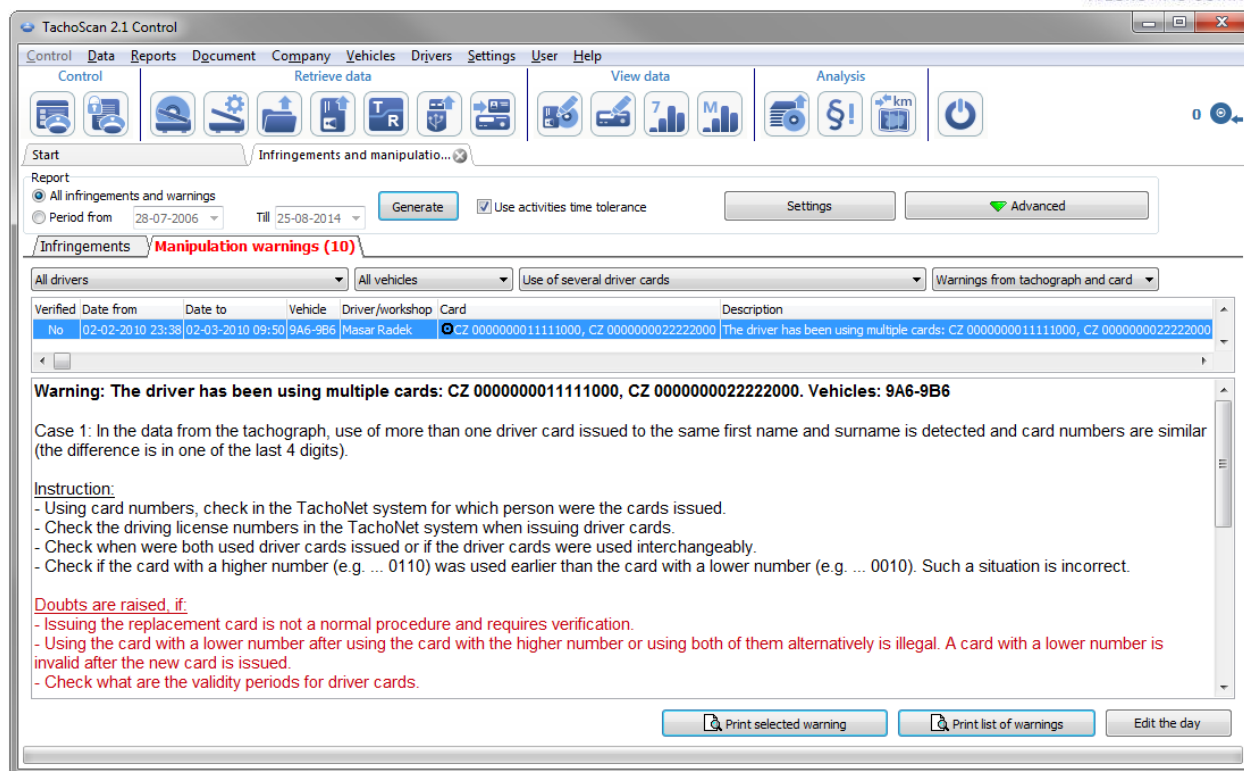 TachoScan 2.1 Control
Control Data Reports Document Company Vehicles Drivers Settings User Help
Control Retrieve data View data Analysis
T R 7 M km §! 0
Start Infringements and manipulatio...
Report
All infringements and warnings
Period from 28-07-2006 Till 25-08-2014 Generate Use activities time tolerance Settings Advanced
Infringements Manipulation warnings (10)
All drivers All vehicles Use of several driver cards Warnings from tachograph and card
Verified Date from Date to Vehicle Driver/workshop Card Description
No 02-02-2010 23:38 02-03-2010 09:50 9A6-9B6 Masar Radek CZ 0000000011111000, CZ 0000000022222000 The driver has been using multiple cards: CZ 0000000011111000, CZ 0000000022222000
Warning: The driver has been using multiple cards: CZ 0000000011111000, CZ 0000000022222000. Vehicles: 9A6-9B6
Case 1: In the data from the tachograph, use of more than one driver card issued to the same first name and surname is detected and card numbers are similar
(the difference is in one of the last 4 digits).
Instruction:
- Using card numbers, check in the TachoNet system for which person were the cards issued.
- Check the driving license numbers in the TachoNet system when issuing driver cards.
- Check when were both used driver cards issued or if the driver cards were used interchangeably.
- Check if the card with a higher number (e.g. ... 0110) was used earlier than the card with a lower number (e.g. ... 0010). Such a situation is incorrect.
Doubts are raised, if:
- Issuing the replacement card is not a normal procedure and requires verification.
- Using the card with a lower number after using the card with the higher number or using both of them alternatively is illegal. A card with a lower number is
invalid after the new card is issued.
- Check what are the validity periods for driver cards.
Print selected warning Print list of warnings Edit the day